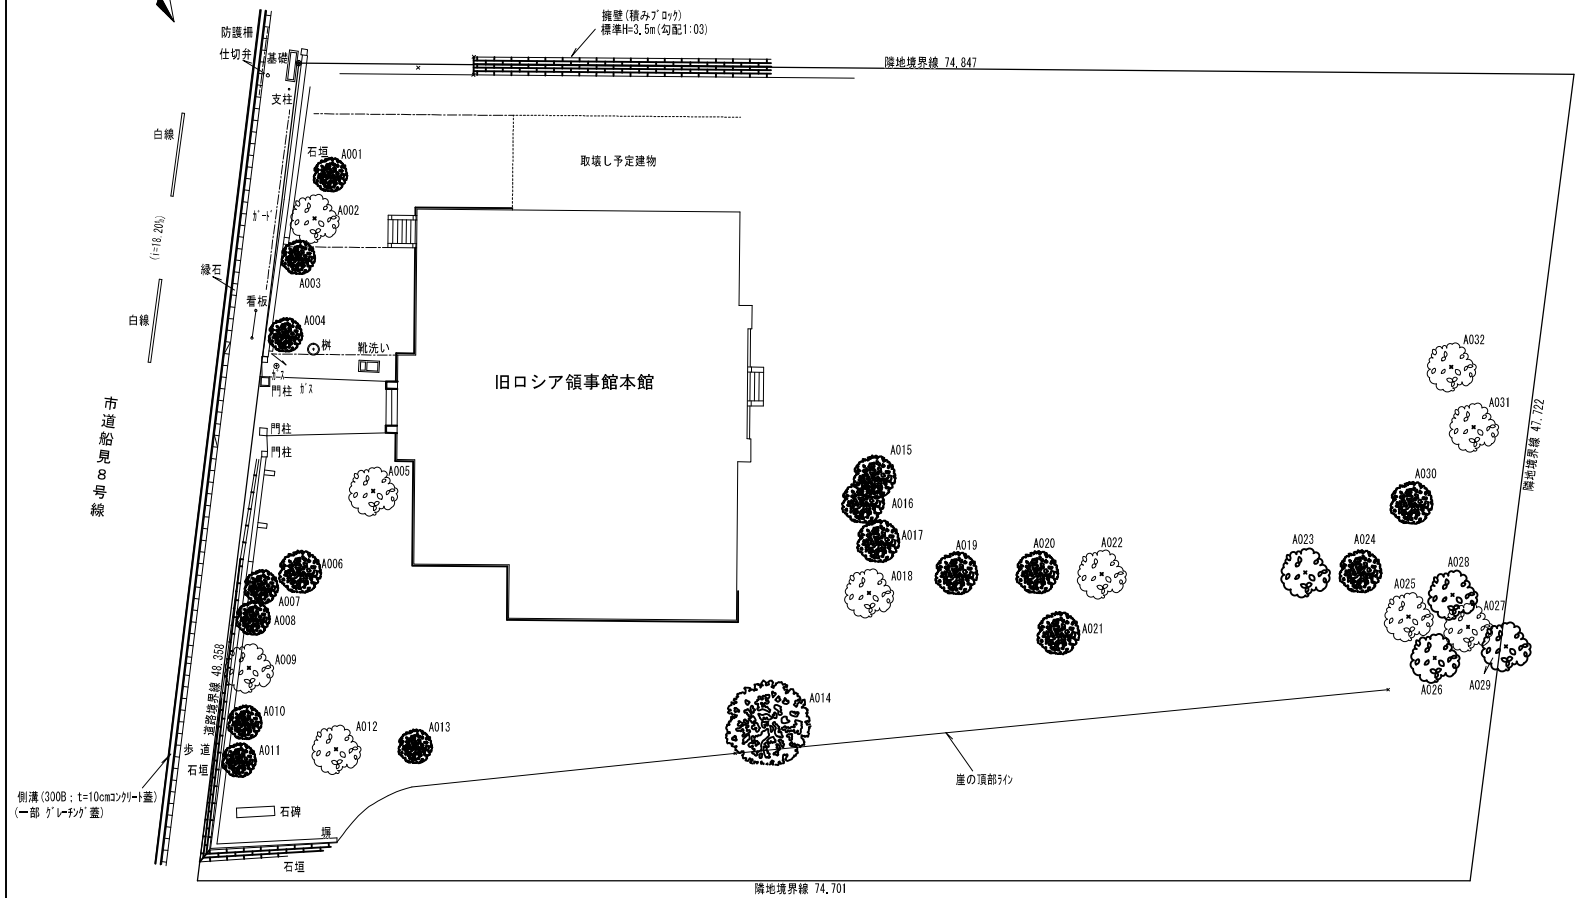 擁壁(積みブロック)
標準H=3.5m(勾配1:03)
防護柵
仕切弁
基礎
隣地境界線 74.847
支柱
白線
石垣
A001
取壊し予定建物
A002
ガード
(i=18.20%)
縁石
A003
看板
白線
A004
桝
靴洗い
ガス
門柱
ガス
旧ロシア領事館本館
A032
市道船見8号線
A031
隣地境界線 47.722
門柱
門柱
A005
A015
A030
A016
A017
A019
A020
A022
A023
A024
A006
A018
A028
A025
A027
A007
A008
A021
A009
A026
A029
道路境界線 48.358
A014
A010
A012
A013
歩道
A011
石垣
崖の頂部ライン
側溝(300B:t=10cmコンクリート蓋)
(一部 グレーチング蓋)
石碑
塀
石垣
隣地境界線 74.701